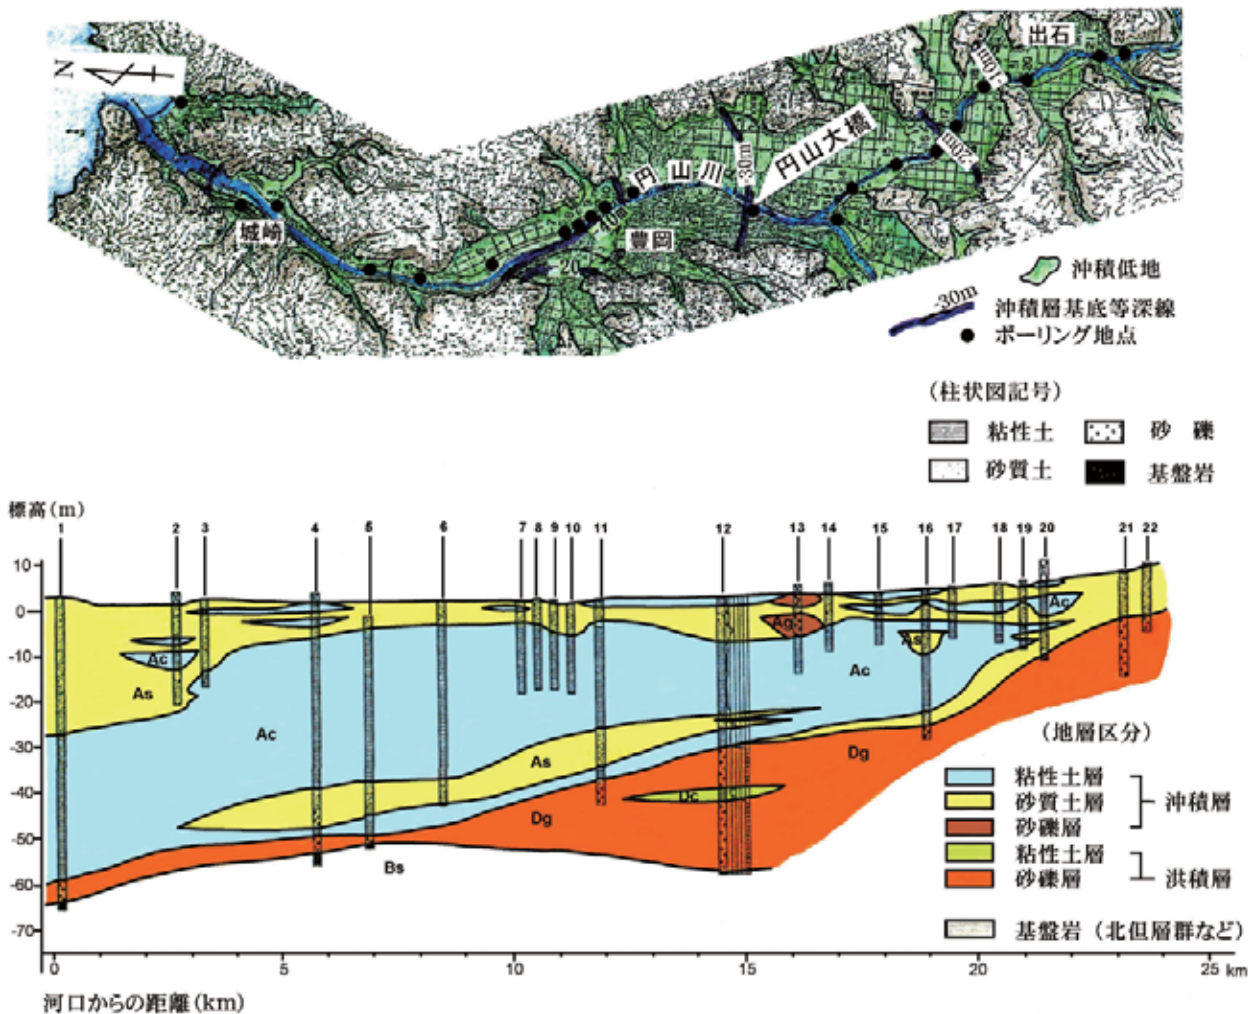 N
出石
10m
20m
円山大橋
30m
円山川
10m
豊岡
20
城崎
沖積低地
-30m
沖積層基底等深線
ボーリング地点
(柱状図記号)
粘性土 砂 礫
砂質土 基盤岩
標高(m)
1 2 3 4 5 6 7 8 9 10 11 12 13 14 15 16 17 18 19 20 21 22
10
0
-10
-20
-30
-40
-50
-60
-70
Ac
As
Ac
As
Dg
Bs
Dc
Ag
Ac
As
Ac
Dg
(地層区分)
粘性土層
砂質土層 沖積層
砂礫層
粘性土層
洪積層
砂礫層
基盤岩(北但層群など)
0 5 10 15 20 25 km
河口からの距離(km)